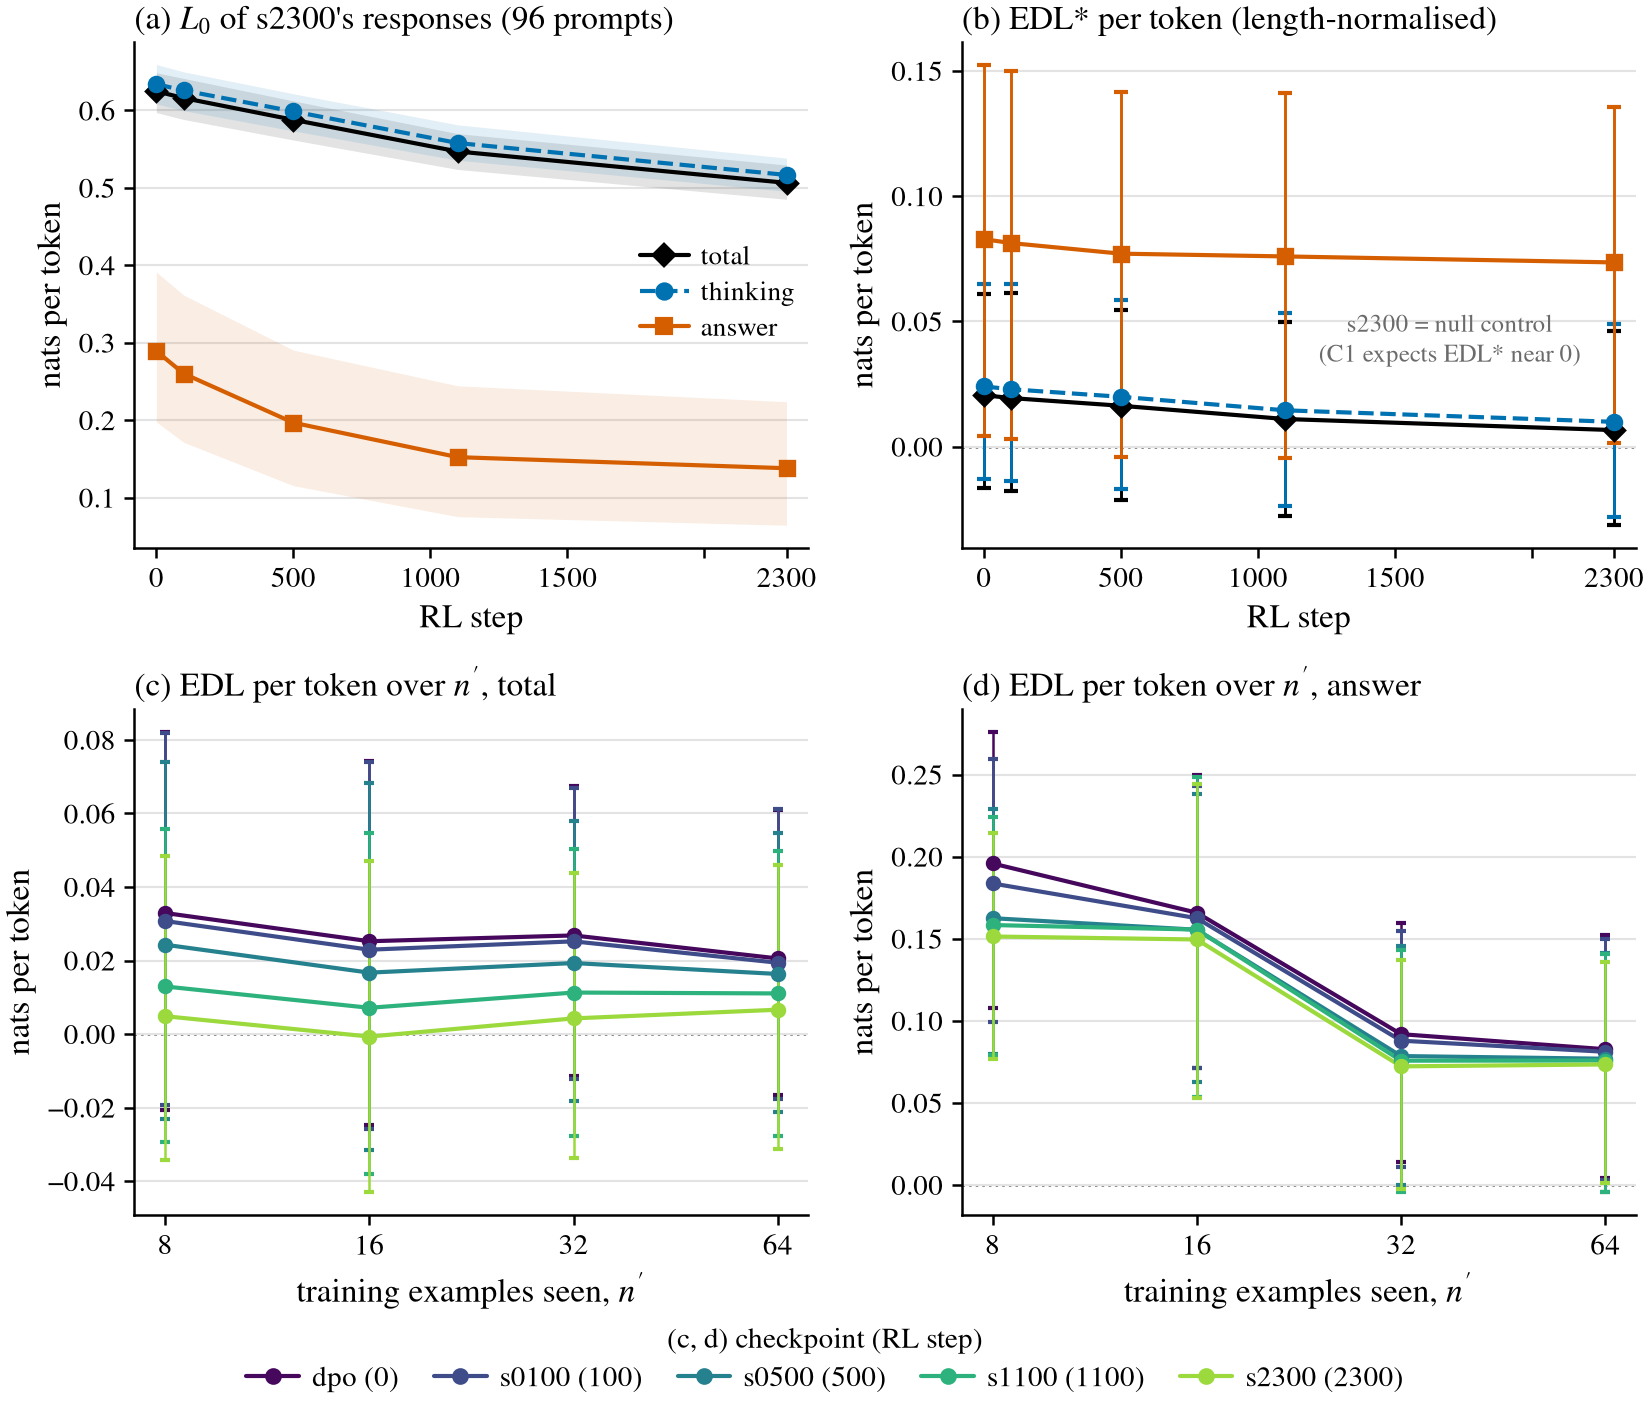 (a) L₀ of s2300's responses (96 prompts)
nats per token
0.6
0.5
0.4
0.3
0.2
0.1
total
thinking
answer
0 500 1000 1500 2300
RL step
(b) EDL* per token (length-normalised)
nats per token
0.15
0.10
0.05
0.00
s2300 = null control
(C1 expects EDL* near 0)
0 500 1000 1500 2300
RL step
(c) EDL per token over n′, total
nats per token
0.08
0.06
0.04
0.02
0.00
−0.02
−0.04
8 16 32 64
training examples seen, n′
(d) EDL per token over n′, answer
nats per token
0.25
0.20
0.15
0.10
0.05
0.00
8 16 32 64
training examples seen, n′
(c, d) checkpoint (RL step)
dpo (0) s0100 (100) s0500 (500) s1100 (1100) s2300 (2300)